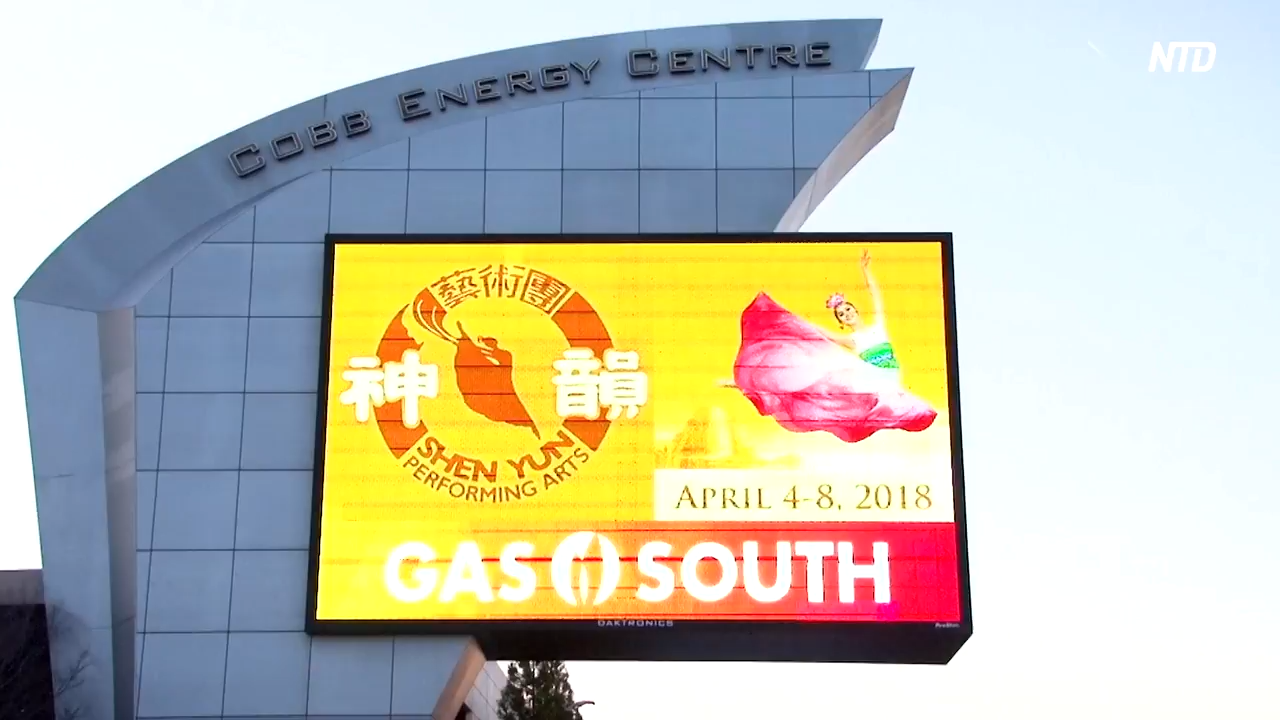 NTD
COBB ENERGY CENTRE
藝術團
神 韻
SHEN YUN
PERFORMING ARTS
APRIL 4-8, 2018
GAS SOUTH
DAKTRONICS